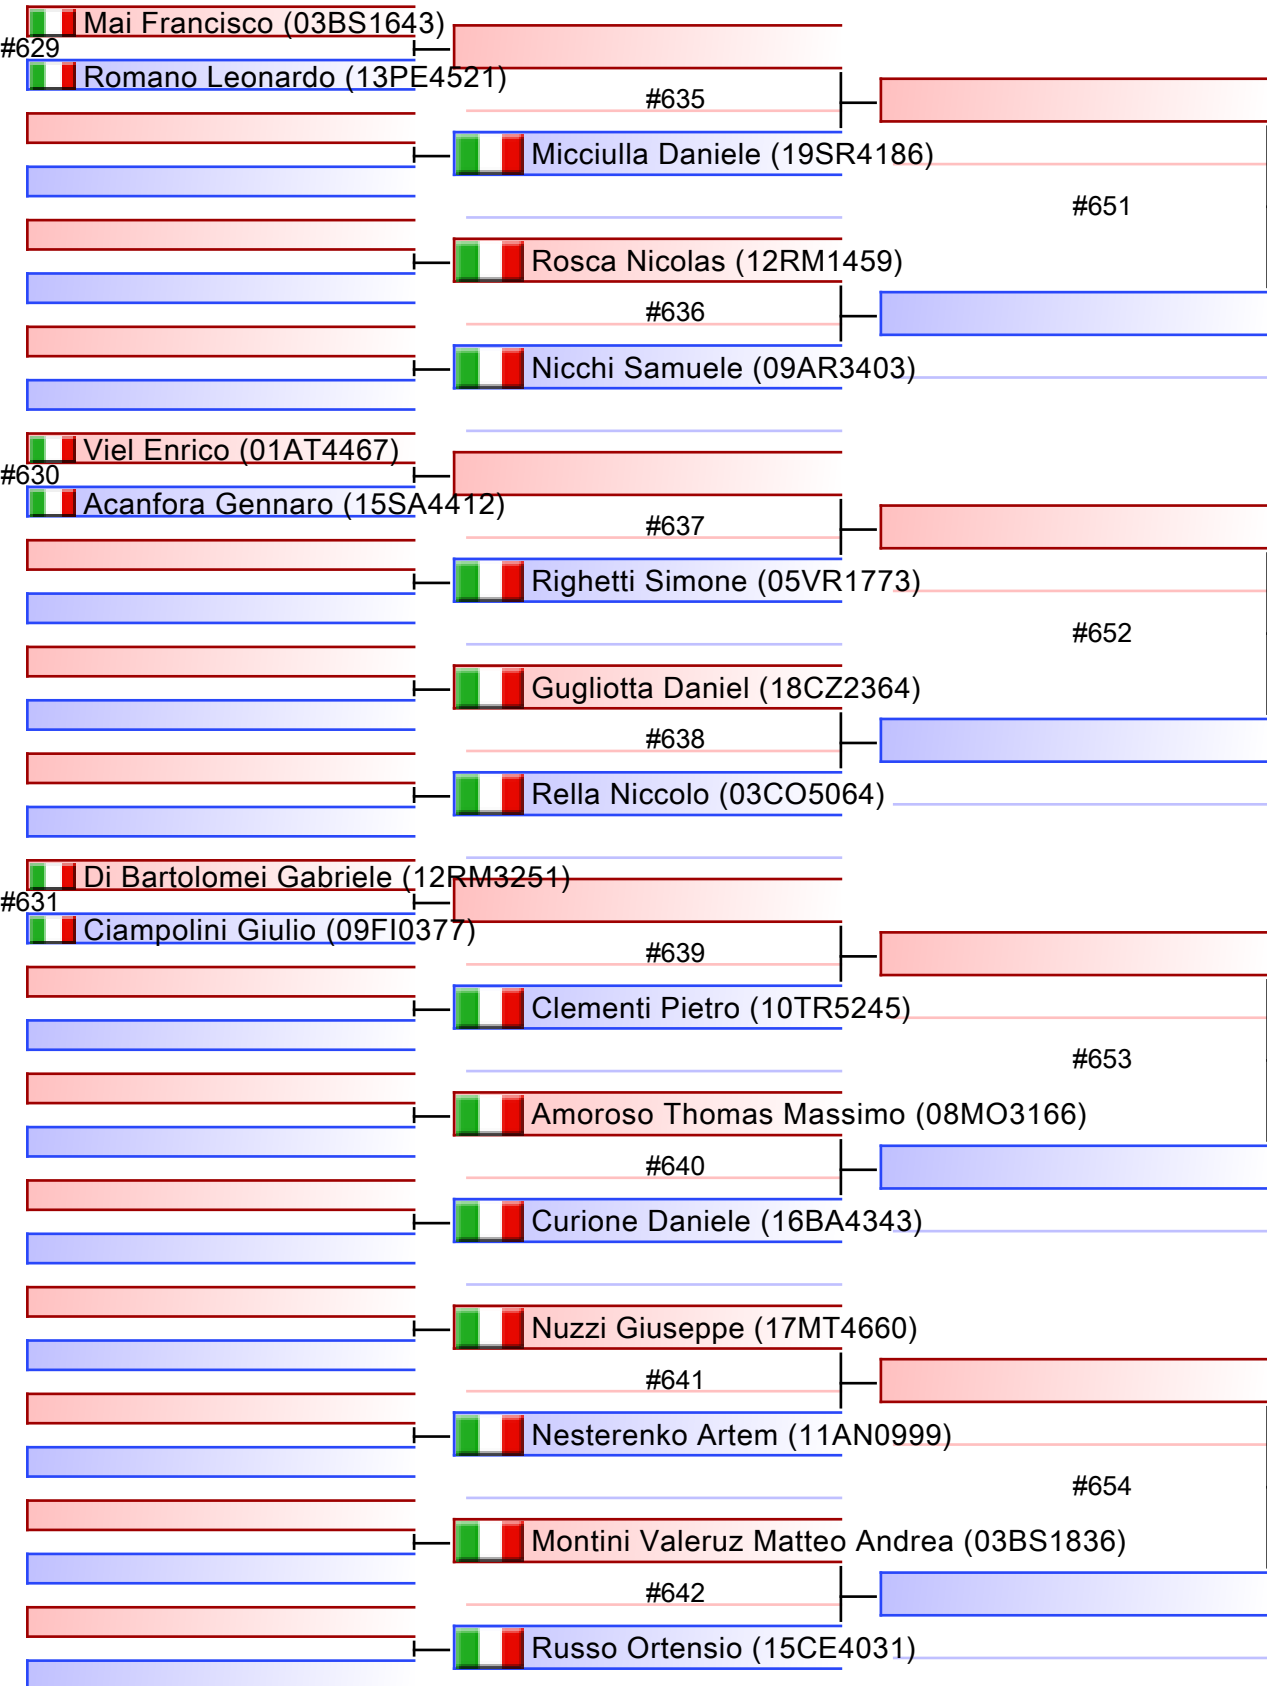 Mai Francisco (03BS1643)
#629
Romano Leonardo (13PE4521)
#635
Micciulla Daniele (19SR4186)
#651
Rosca Nicolas (12RM1459)
#636
Nicchi Samuele (09AR3403)
Viel Enrico (01AT4467)
#630
Acanfora Gennaro (15SA4412)
#637
Righetti Simone (05VR1773)
#652
Gugliotta Daniel (18CZ2364)
#638
Rella Niccolo (03CO5064)
Di Bartolomei Gabriele (12RM3251)
#631
Ciampolini Giulio (09FI0377)
#639
Clementi Pietro (10TR5245)
#653
Amoroso Thomas Massimo (08MO3166)
#640
Curione Daniele (16BA4343)
Nuzzi Giuseppe (17MT4660)
#641
Nesterenko Artem (11AN0999)
#654
Montini Valeruz Matteo Andrea (03BS1836)
#642
Russo Ortensio (15CE4031)